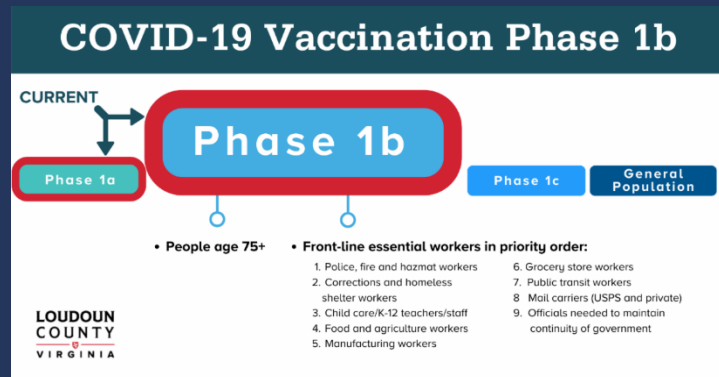 COVID-19 Vaccination Phase 1b
CURRENT
Phase 1a
Phase 1b
Phase 1c
General
Population
• People age 75+
• Front-line essential workers in priority order:
1. Police, fire and hazmat workers
2. Corrections and homeless
shelter workers
3. Child care/K-12 teachers/staff
4. Food and agriculture workers
5. Manufacturing workers
6. Grocery store workers
7. Public transit workers
8 Mail carriers (USPS and private)
9. Officials needed to maintain
continuity of government
LOUDOUN
COUNTY
VIRGINIA